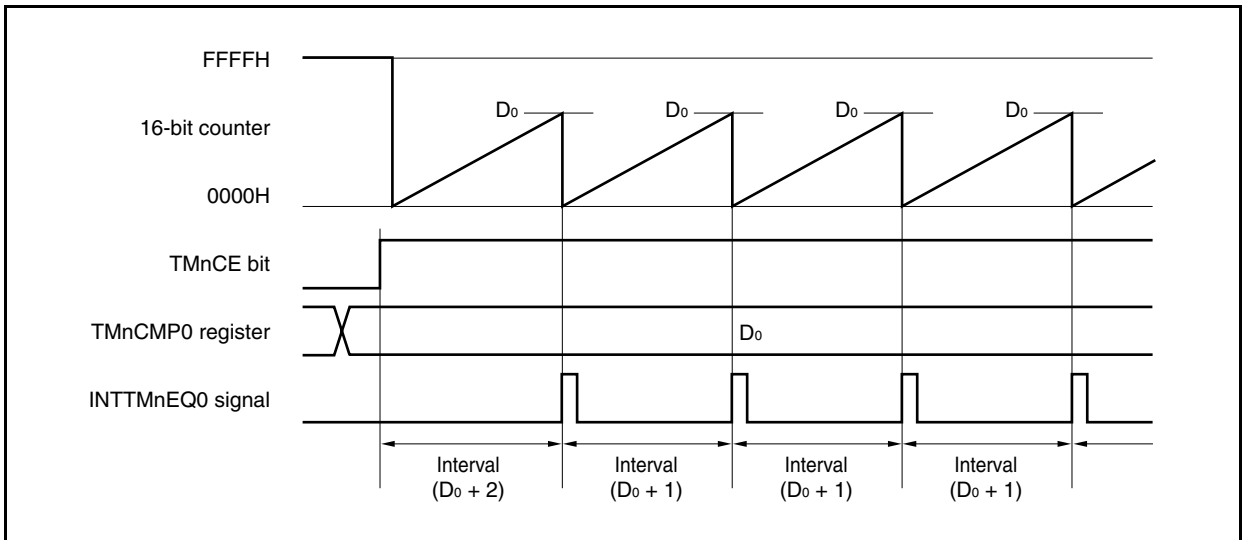 FFFFH
D0 D0 D0 D0
16-bit counter
0000H
TMnCE bit
TMnCMP0 register D0
INTTMnEQ0 signal
Interval Interval Interval Interval
(D0 + 2) (D0 + 1) (D0 + 1) (D0 + 1)